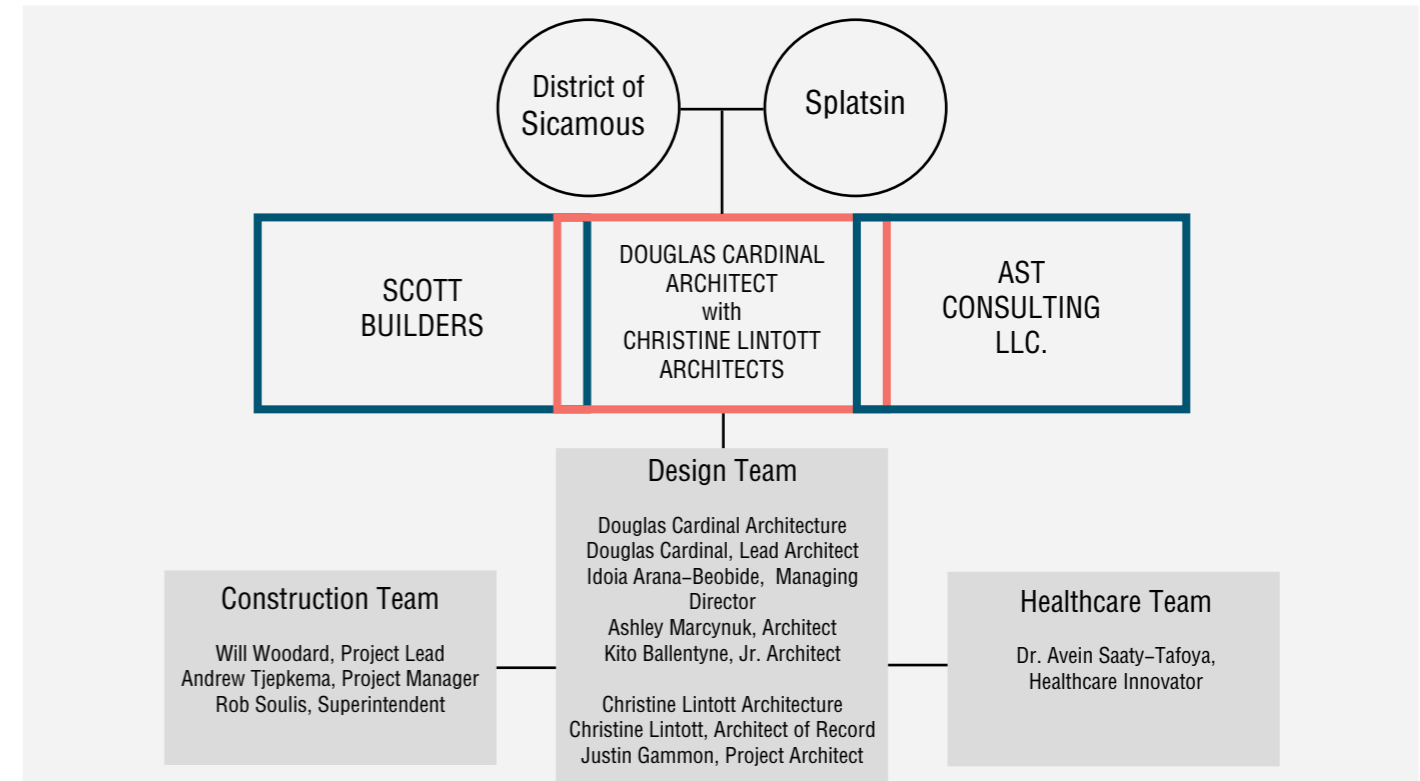 District of
Sicamous
Splatsin
SCOTT
BUILDERS
DOUGLAS CARDINAL
ARCHITECT
with
CHRISTINE LINTOTT
ARCHITECTS
AST
CONSULTING
LLC.
Design Team
Douglas Cardinal Architecture
Douglas Cardinal, Lead Architect
Idoia Arana-Beobide, Managing
Director
Ashley Marcynuk, Architect
Kito Ballentyne, Jr. Architect
Christine Lintott Architecture
Christine Lintott, Architect of Record
Justin Gammon, Project Architect
Construction Team
Will Woodard, Project Lead
Andrew Tjepkema, Project Manager
Rob Soulis, Superintendent
Healthcare Team
Dr. Avein Saaty-Tafoya,
Healthcare Innovator